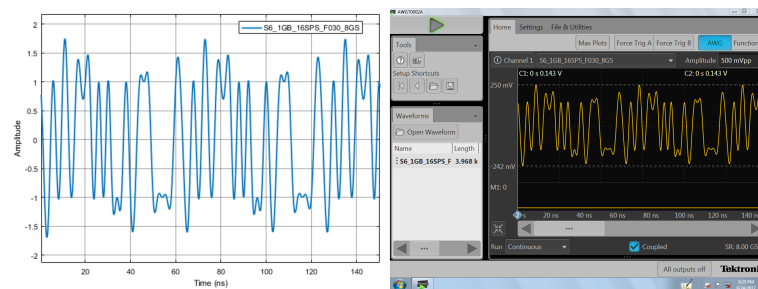 S6_1GB_16SPS_F030_8GS
2
1.5
1
0.5
0
-0.5
-1
-1.5
-2
Amplitude
20 40 60 80 100 120 140
Time (ns)
AWG70002A
Home Settings File & Utilities
Max Plots Force Trig A Force Trig B AWG Function
Tools
Setup Shortcuts
Waveforms
Open Waveform
Name Length
S6_1GB_16SPS_F 3.968 k
Channel 1 S6_1GB_16SPS_F030_8GS Amplitude 500 mVpp
C1: 0 s 0.143 V C2: 0 s 0.143 V
250 mV
-242 mV
M1: 0
20 ns 40 ns 60 ns 80 ns 100 ns 120 ns 140 n
Run Continuous Coupled SR: 8.00 GS
All outputs off Tektroni